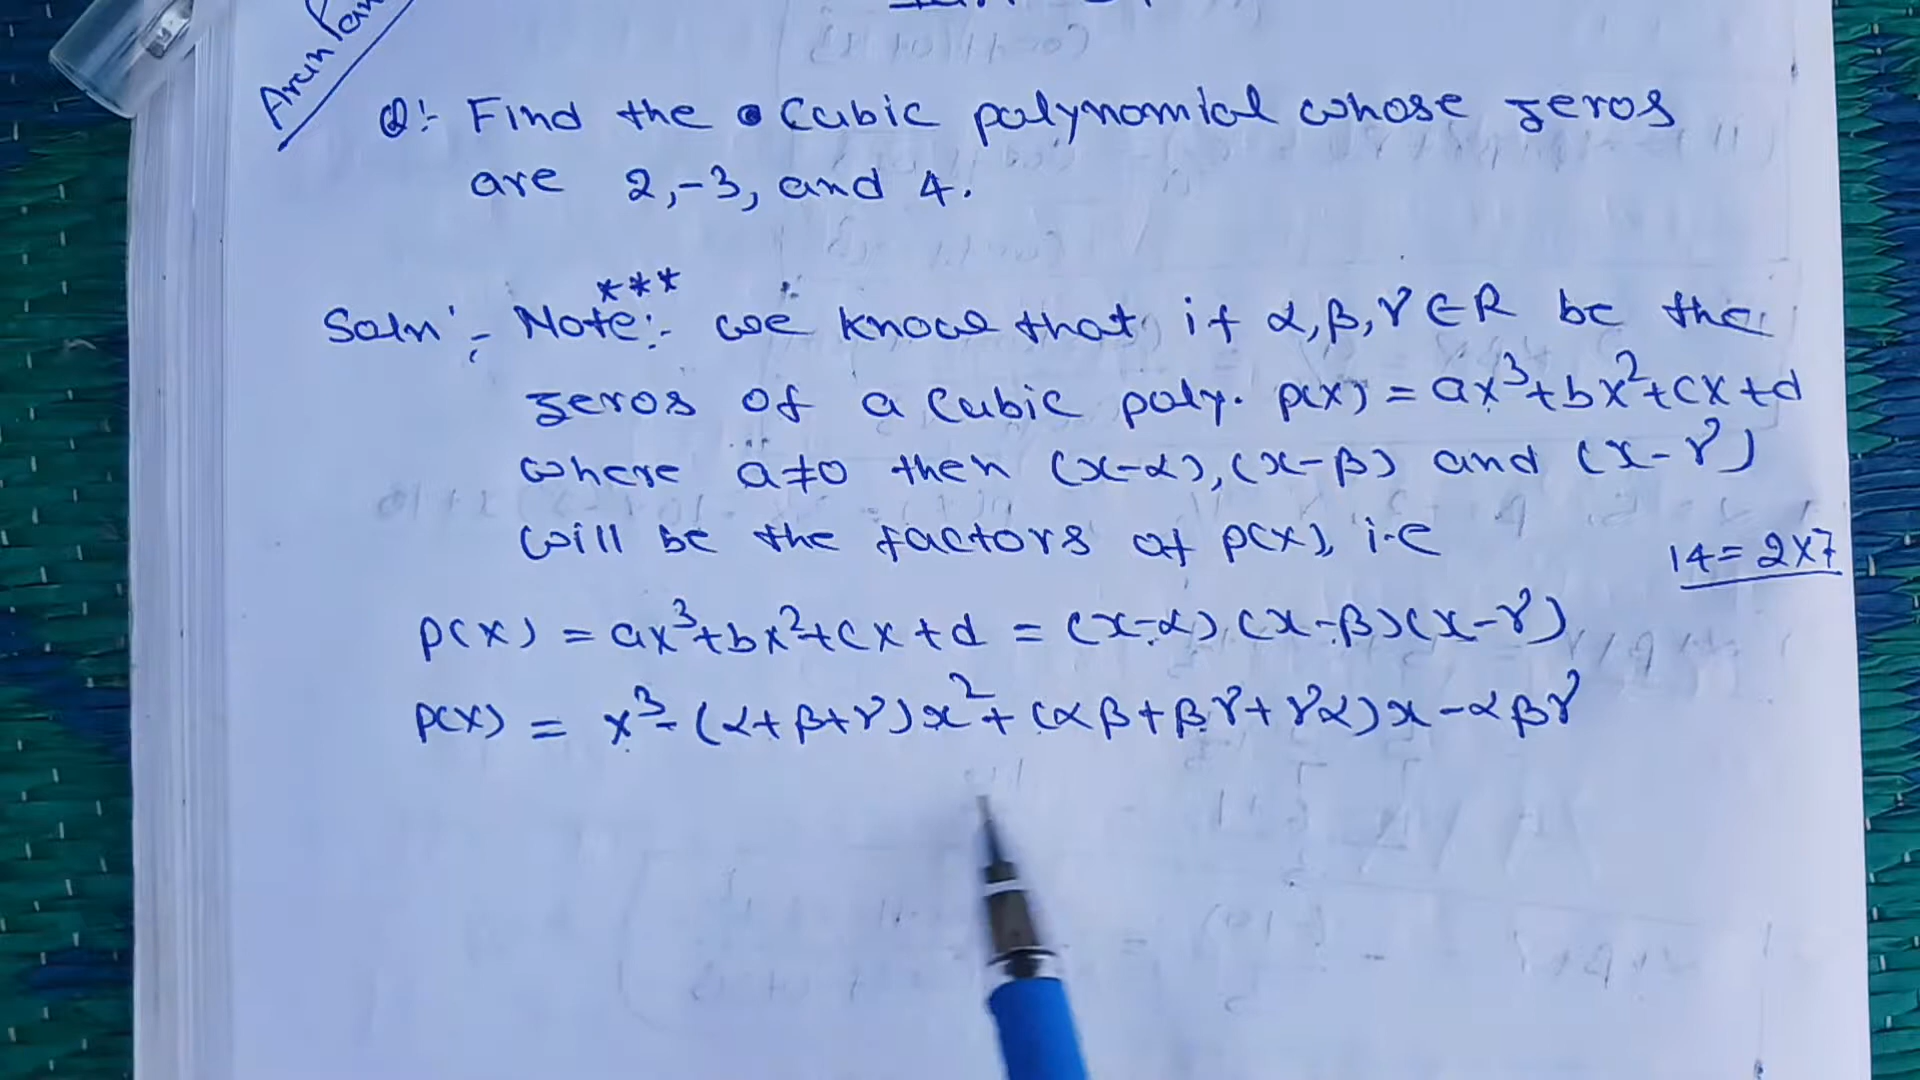 Q:- Find the cubic polynomial whose zeros
are 2,-3, and 4.
***
Soln:- Note:- we know that if α,β,γ∈R be the
zeros of a cubic poly. p(x) = ax³+bx²+cx+d
where a≠0 then (x-α),(x-β) and (x-γ)
will be the factors of p(x), i.e
14=2×7
p(x) = ax³+bx²+cx+d = (x-α)(x-β)(x-γ)
p(x) = x³-(α+β+γ)x²+(αβ+βγ+γα)x-αβγ